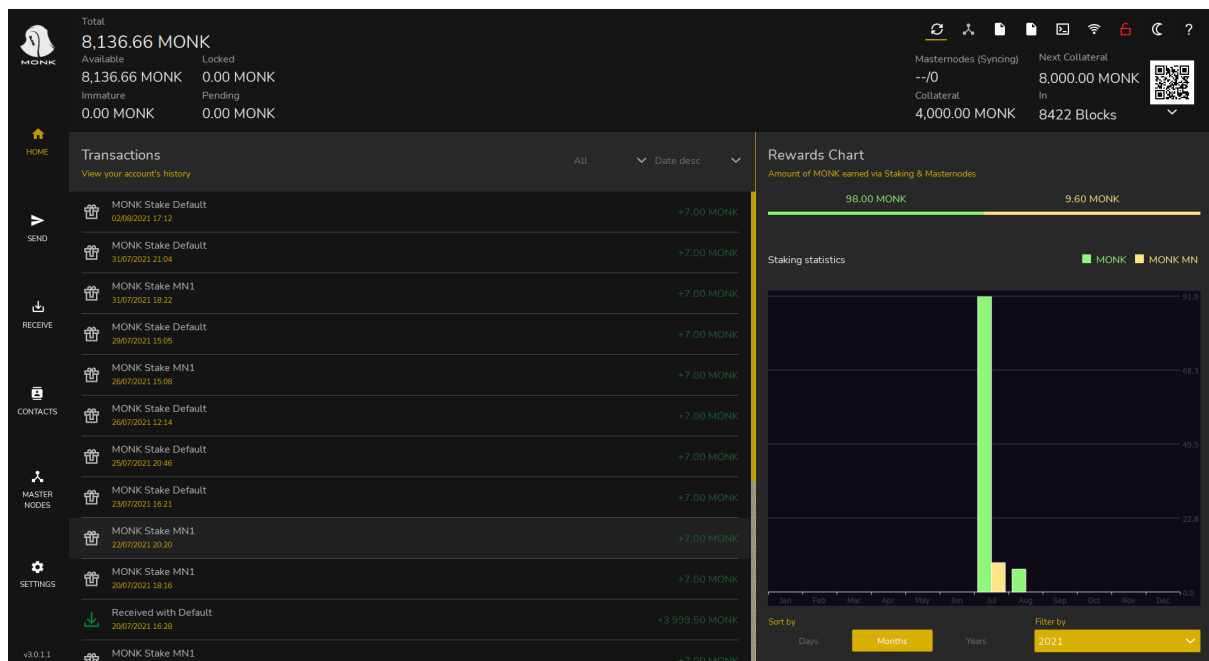 MONK
Total
8,136.66 MONK
Available
Locked
8,136.66 MONK
0.00 MONK
Immature
Pending
0.00 MONK
0.00 MONK
?
Masternodes (Syncing)
Next Collateral
--/0
8,000.00 MONK
Collateral
In
4,000.00 MONK
8422 Blocks
HOME
SEND
RECEIVE
CONTACTS
MASTER
NODES
SETTINGS
v3.0.1.1
Transactions
All
Date desc
View your account's history
MONK Stake Default
02/08/2021 17:12
+7.00 MONK
MONK Stake Default
31/07/2021 21:04
+7.00 MONK
MONK Stake MN1
31/07/2021 18:22
+7.00 MONK
MONK Stake Default
29/07/2021 15:05
+7.00 MONK
MONK Stake MN1
26/07/2021 15:08
+7.00 MONK
MONK Stake Default
26/07/2021 12:14
+7.00 MONK
MONK Stake Default
25/07/2021 20:46
+7.00 MONK
MONK Stake Default
23/07/2021 16:21
+7.00 MONK
MONK Stake MN1
22/07/2021 20:20
+7.00 MONK
MONK Stake MN1
20/07/2021 18:16
+7.00 MONK
Received with Default
20/07/2021 16:28
+3 999.50 MONK
MONK Stake MN1
+7.00 MONK
Rewards Chart
Amount of MONK earned via Staking & Masternodes
98.00 MONK
9.60 MONK
Staking statistics
MONK
MONK MN
91.0
68.3
45.5
22.8
0.0
Jan Feb Mar Apr May Jun Jul Aug Sep Oct Nov Dec
Sort by
Filter by
Days
Months
Years
2021